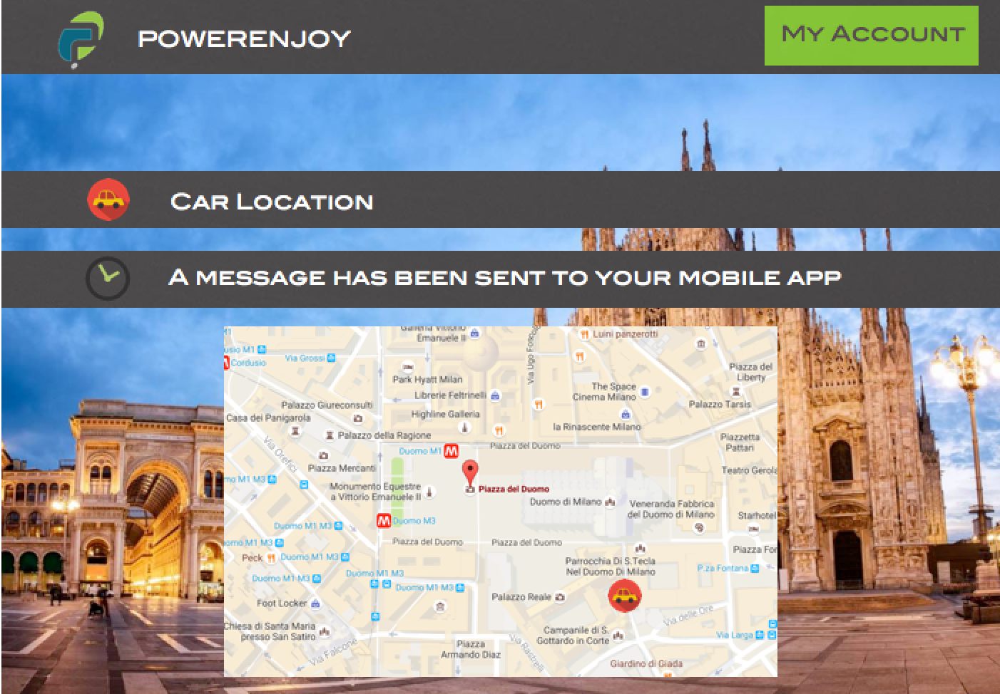 POWERENJOY
MY ACCOUNT
CAR LOCATION
A MESSAGE HAS BEEN SENT TO YOUR MOBILE APP
Galleria Vittorio
Emanuele II
Luini panzerotti
M1
Cordusio
Via Grossi
Via Ugo Foscolo
Park Hyatt Milan
Piazza del
Liberty
Librerie Feltrinelli
The Space
Cinema Milano
Palazzo Giureconsulti
Palazzo Tarsis
Casa dei Panigarola
Highline Galleria
la Rinascente Milano
Palazzo della Ragione
Piazzetta
Pattari
Via Orefici
Duomo M1
Piazza del Duomo
Piazza Mercanti
Teatro Gerola
M1 M3
Monumento Equestre
a Vittorio Emanuele II
Piazza del Duomo
Duomo di Milano
Veneranda Fabbrica
del Duomo di Milano
Starhotel
Duomo M3
Duomo M1 M3
Piazza del Duomo
Piazza del Duomo
omo M1 M3
Piazza For
Peck
Duomo M1 M3
Parrocchia Di S.Tecla
Nel Duomo Di Milano
P.za Fontana
Duomo M1 M3
Duomo M1 M3
Duomo M1 M3
Palazzo Reale
Foot Locker
Via delle Ore
Chiesa di Santa Maria
presso San Satiro
Campanile di S.
Gottardo in Corte
Via Larga
Via Falcone
Piazza
Armando Diaz
Via Rastrelli
Giardino di Giada